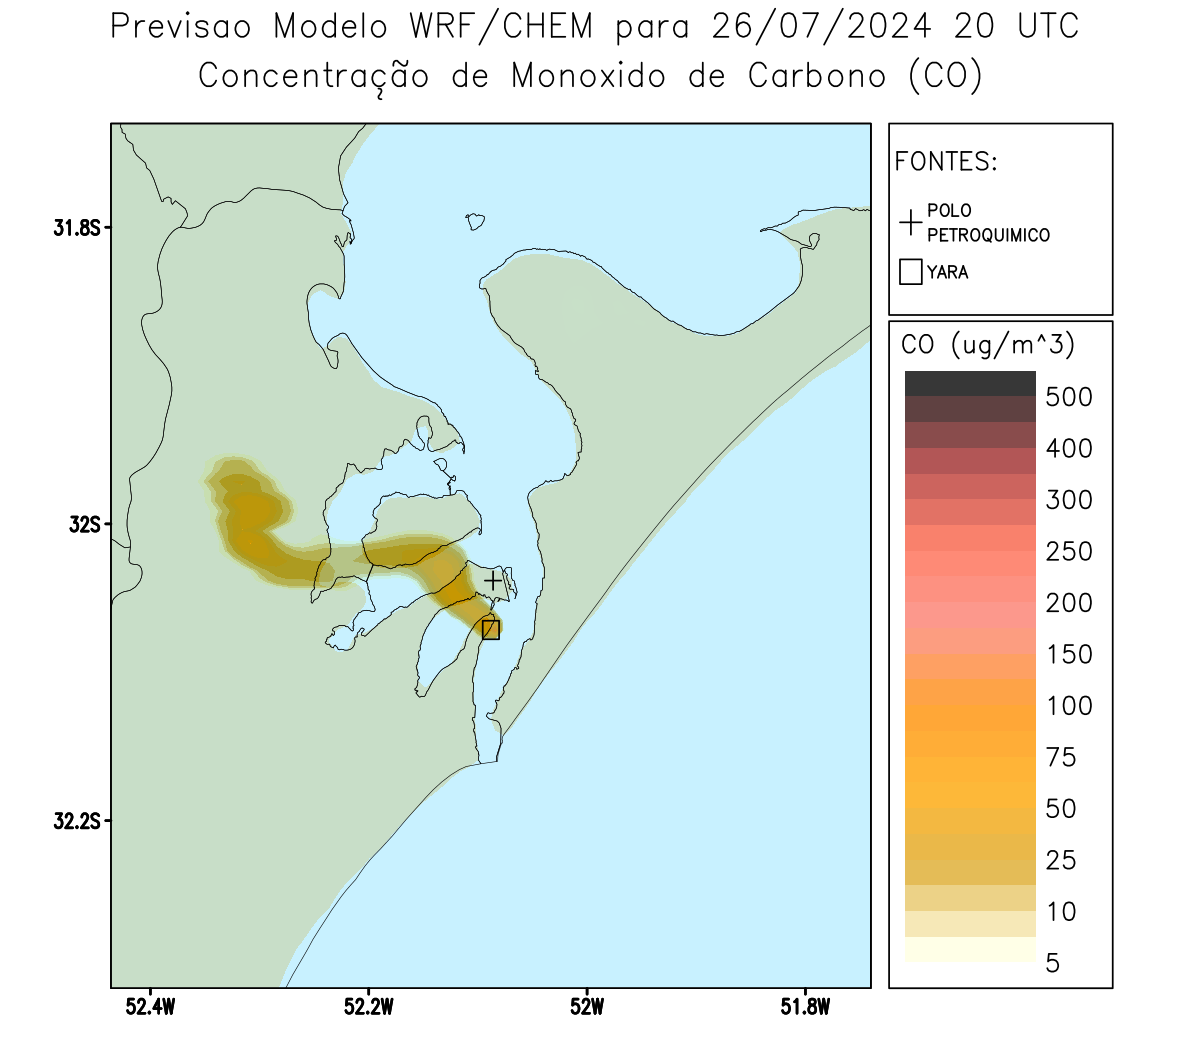 Previsao Modelo WRF/CHEM para 26/07/2024 20 UTC
Concentração de Monoxido de Carbono (CO)
FONTES:
POLO
PETROQUIMICO
YARA
CO (ug/m^3)
500
400
300
250
200
150
100
75
50
25
10
5
31.8S
32S
32.2S
52.4W
52.2W
52W
51.8W